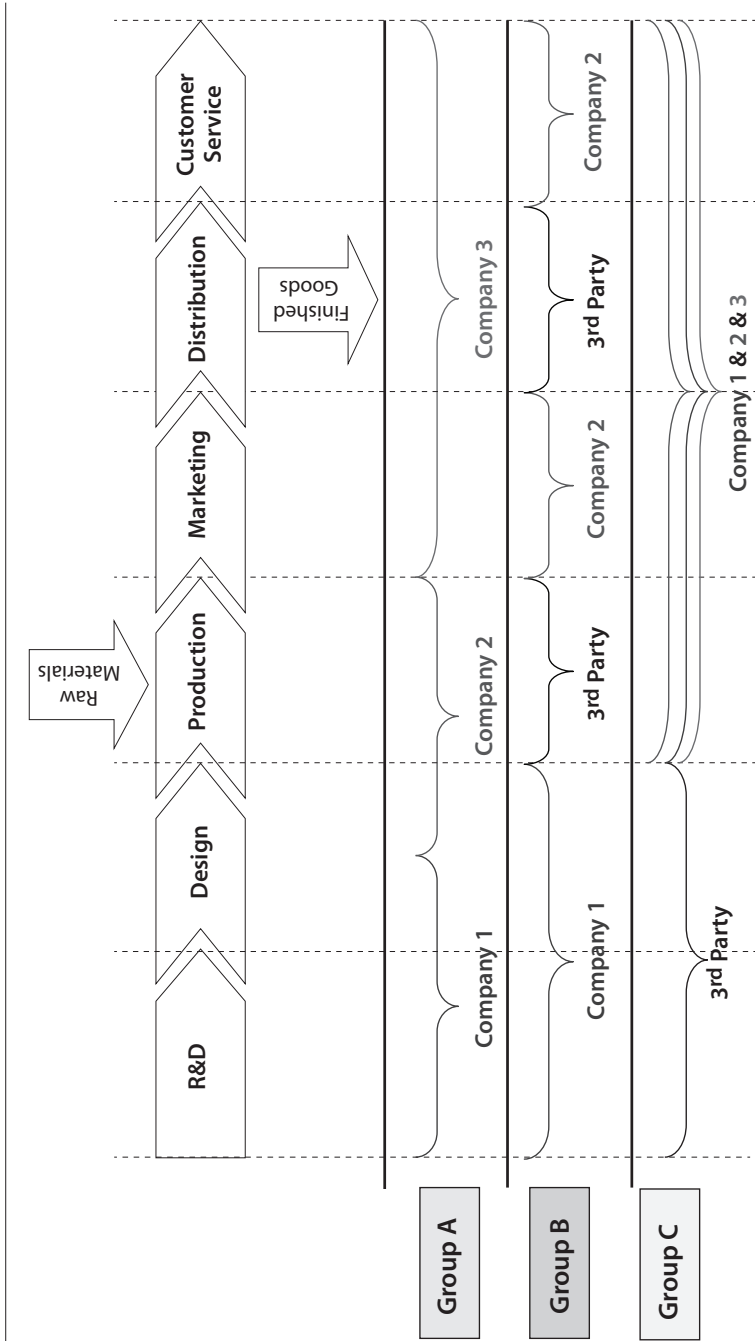 Raw
Materials
R&D
Design
Production
Marketing
Distribution
Customer
Service
Finished
Goods
Group A
Company 1
Company 2
Company 3
Group B
Company 1
3rd Party
Company 2
3rd Party
Company 2
Group C
3rd Party
Company 1 & 2 & 3